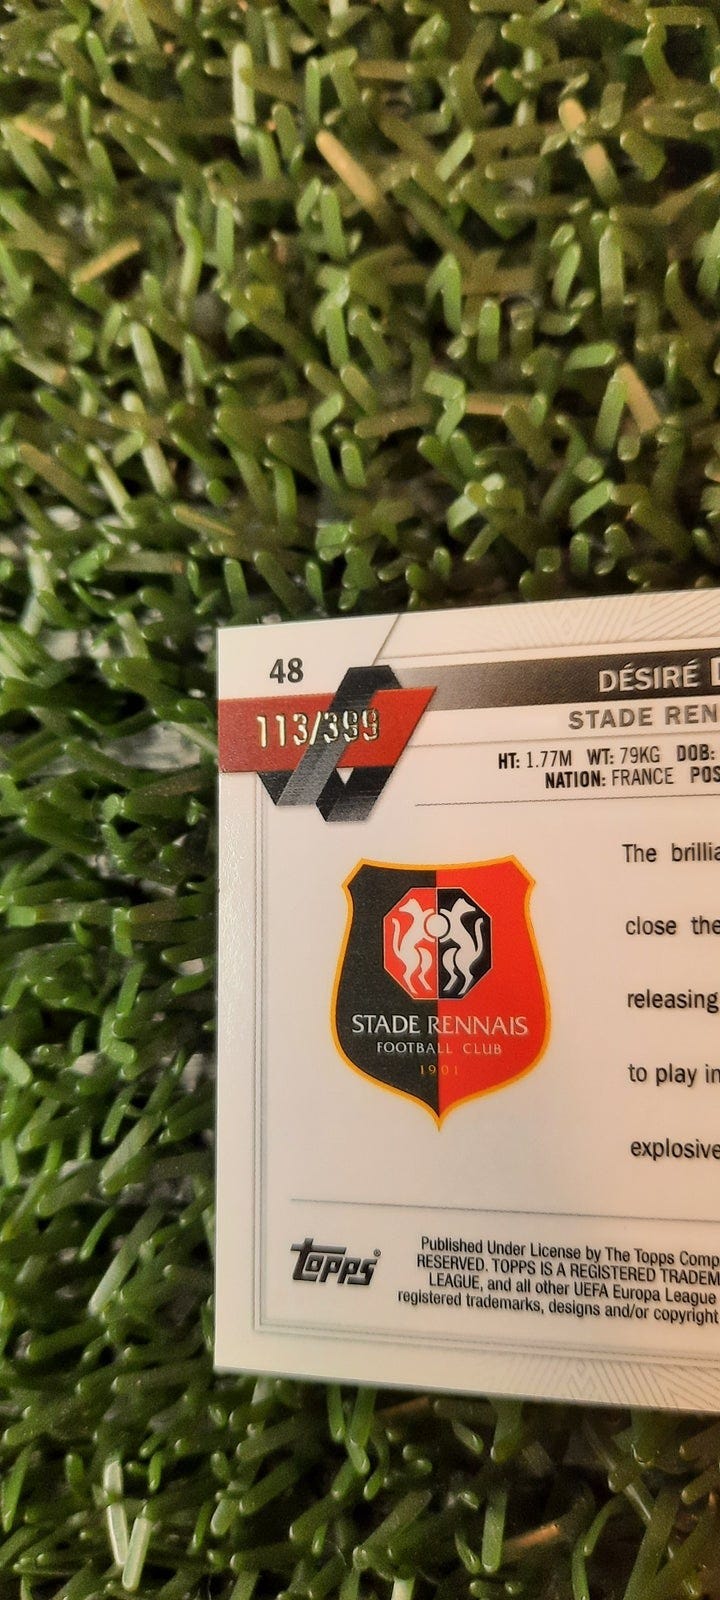 48
113/399
DÉSIRÉ D
STADE REN
HT: 1.77M WT: 79KG DOB:
NATION: FRANCE POS
The brillia
close the
releasing
to play in
explosive
STADE RENNAIS
FOOTBALL CLUB
1901
Topps®
Published Under License by The Topps Comp
RESERVED. TOPPS IS A REGISTERED TRADEM
LEAGUE, and all other UEFA Europa League
registered trademarks, designs and/or copyright